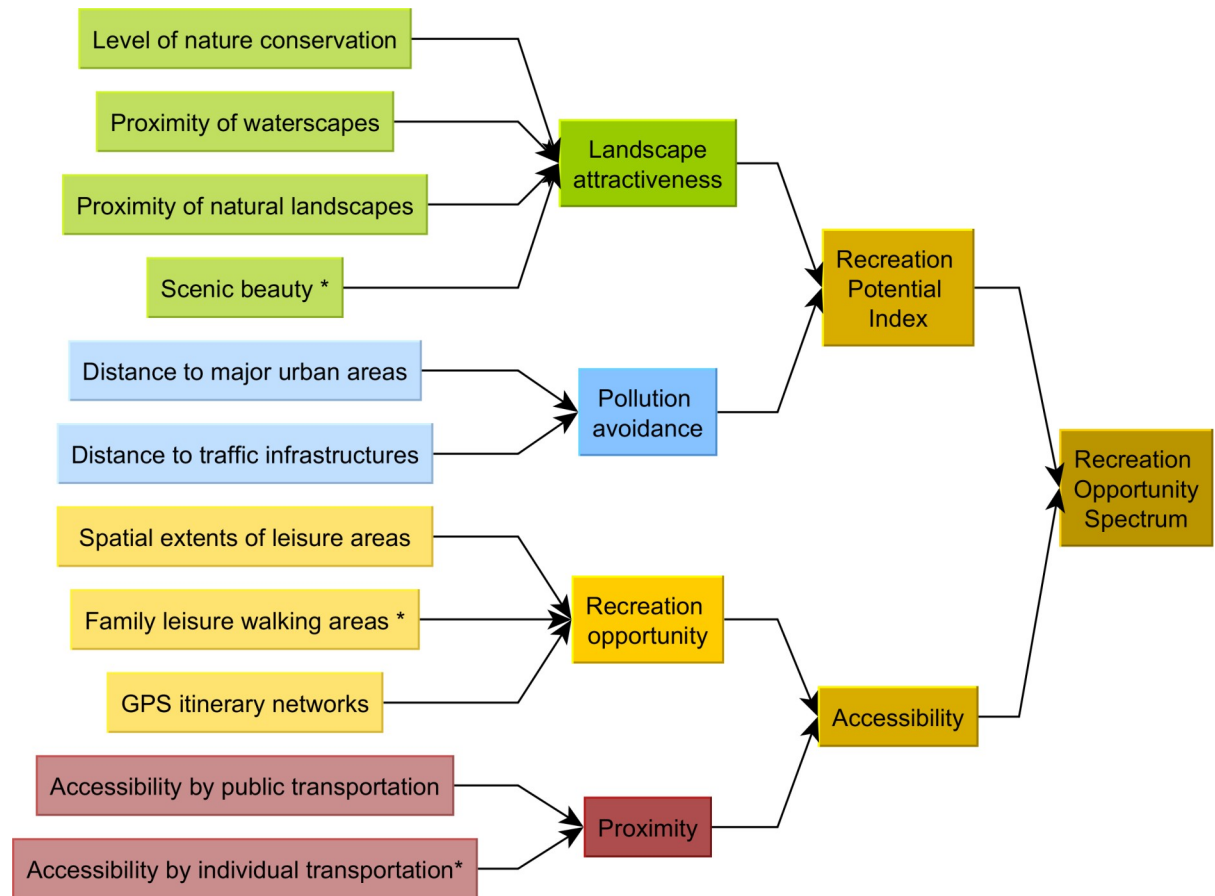 Level of nature conservation
Proximity of waterscapes
Proximity of natural landscapes
Scenic beauty *
Distance to major urban areas
Distance to traffic infrastructures
Spatial extents of leisure areas
Family leisure walking areas *
GPS itinerary networks
Accessibility by public transportation
Accessibility by individual transportation*
Landscape
attractiveness
Pollution
avoidance
Recreation
opportunity
Proximity
Recreation
Potential
Index
Accessibility
Recreation
Opportunity
Spectrum